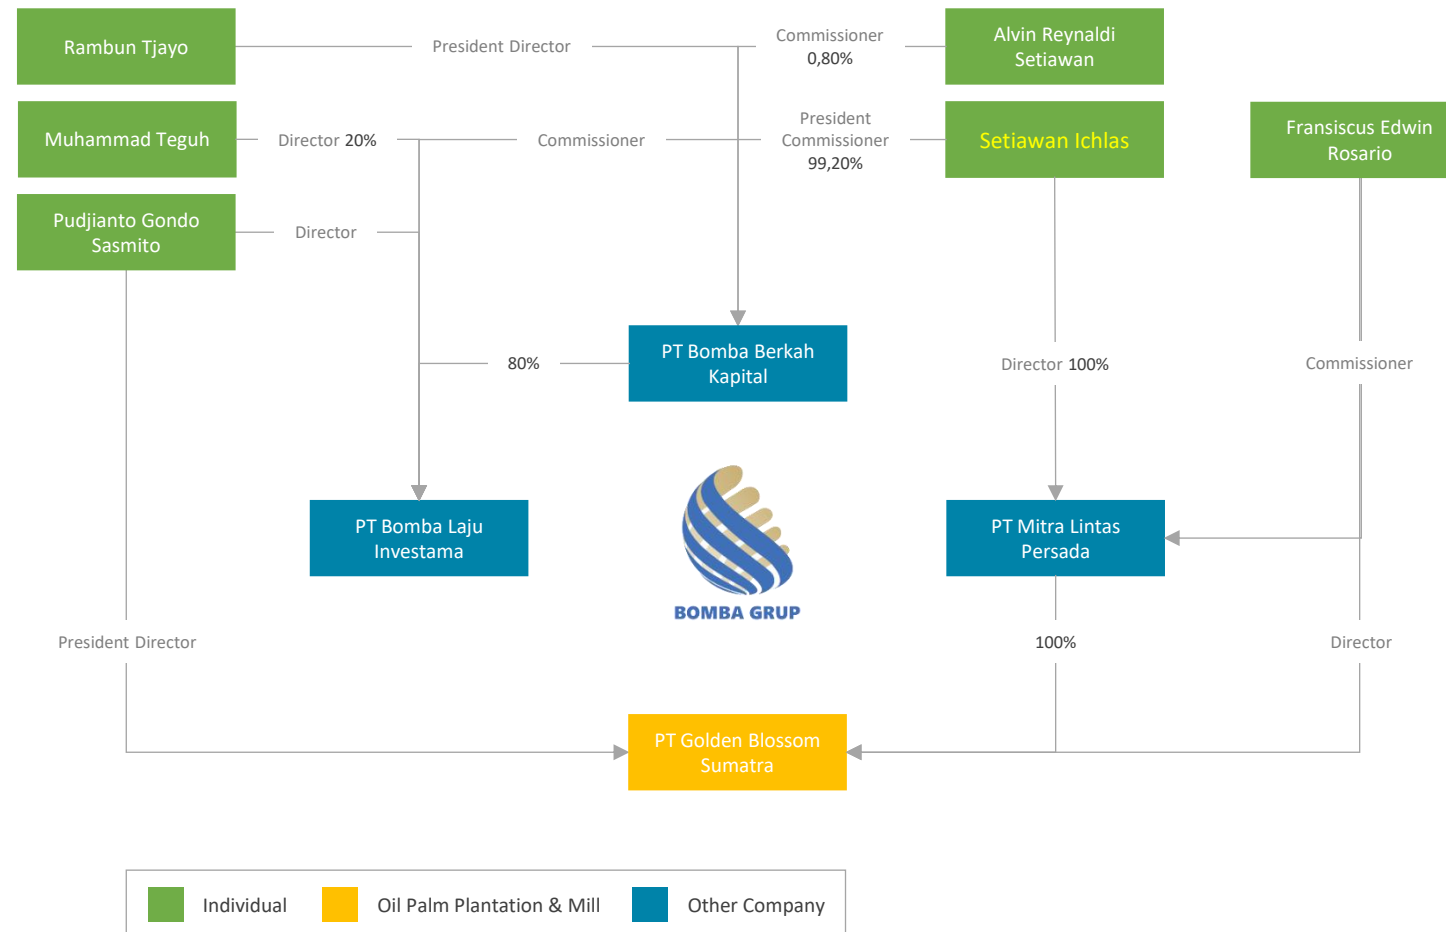 Rambun Tjayo
President Director
Commissioner
0,80%
Alvin Reynaldi
Setiawan
Muhammad Teguh
Director 20%
Commissioner
President
Commissioner
99,20%
Setiawan Ichlas
Fransiscus Edwin
Rosario
Pudjianto Gondo
Sasmito
Director
80%
PT Bomba Berkah
Kapital
Director 100%
Commissioner
PT Bomba Laju
Investama
BOMBA GRUP
PT Mitra Lintas
Persada
President Director
100%
Director
PT Golden Blossom
Sumatra
Individual
Oil Palm Plantation & Mill
Other Company